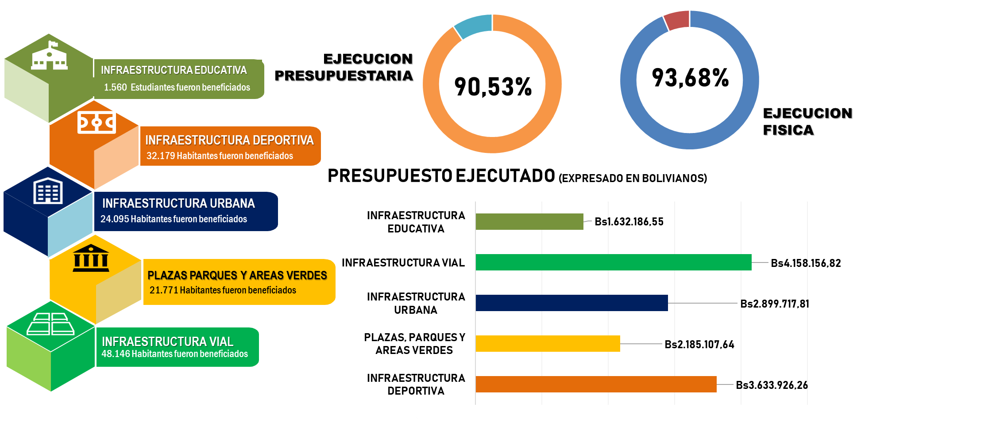 INFRAESTRUCTURA EDUCATIVA
1.560 Estudiantes fueron beneficiados
INFRAESTRUCTURA DEPORTIVA
32.179 Habitantes fueron beneficiados
INFRAESTRUCTURA URBANA
24.095 Habitantes fueron beneficiados
PLAZAS PARQUES Y AREAS VERDES
21.771 Habitantes fueron beneficiados
INFRAESTRUCTURA VIAL
48.146 Habitantes fueron beneficiados
EJECUCION
PRESUPUESTARIA
90,53%
93,68%
EJECUCION
FISICA
PRESUPUESTO EJECUTADO (EXPRESADO EN BOLIVIANOS)
INFRAESTRUCTURA
EDUCATIVA
Bs1.632.186,55
INFRAESTRUCTURA VIAL
Bs4.158.156,82
INFRAESTRUCTURA
URBANA
Bs2.899.717,81
PLAZAS, PARQUES Y
AREAS VERDES
Bs2.185.107,64
INFRAESTRUCTURA
DEPORTIVA
Bs3.633.926,26